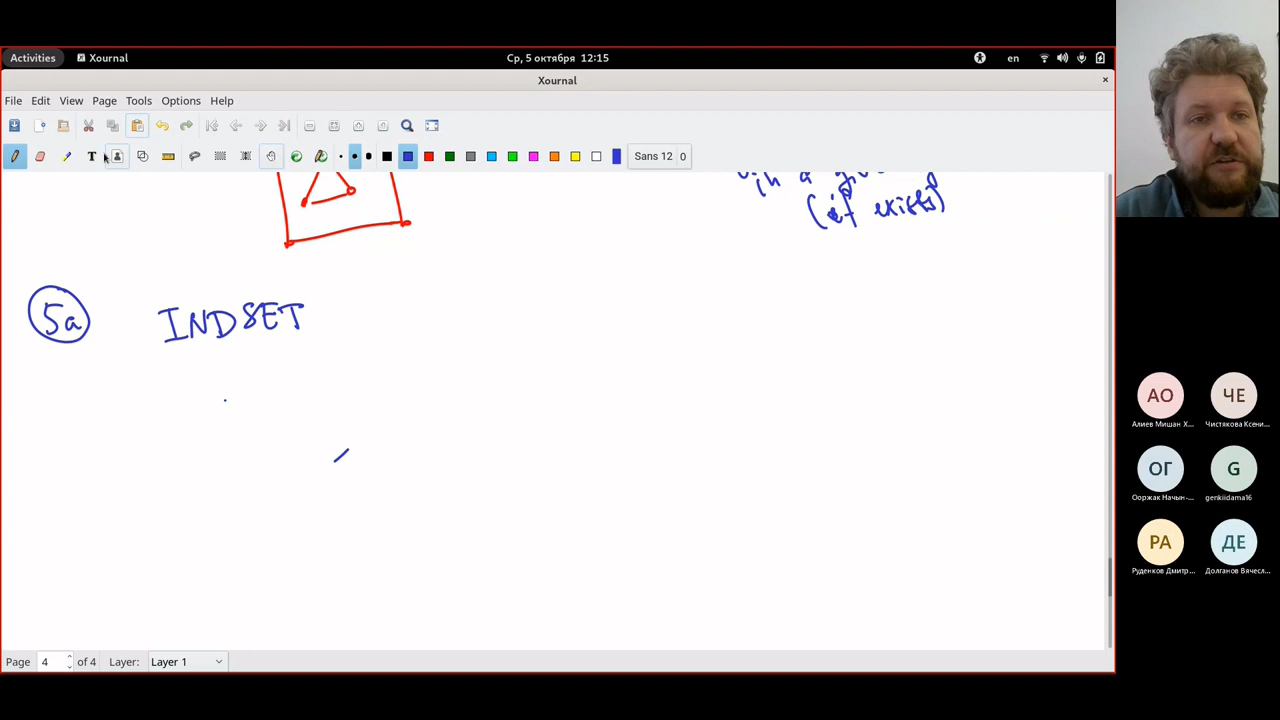 Activities
Xournal
Ср, 5 октября 12:15
en
Xournal
×
File Edit View Page Tools Options Help
T
Sans 12 0
in a
(if exists)
5a INDSET
Page 4 of 4 Layer: Layer 1
АО
ЧЕ
Алиев Мишан Х...
Чистякова Ксени...
ОГ
G
Ооржак Начын-...
genkiidama16
РА
ДЕ
Руденков Дмитр...
Долганов Вячесл...